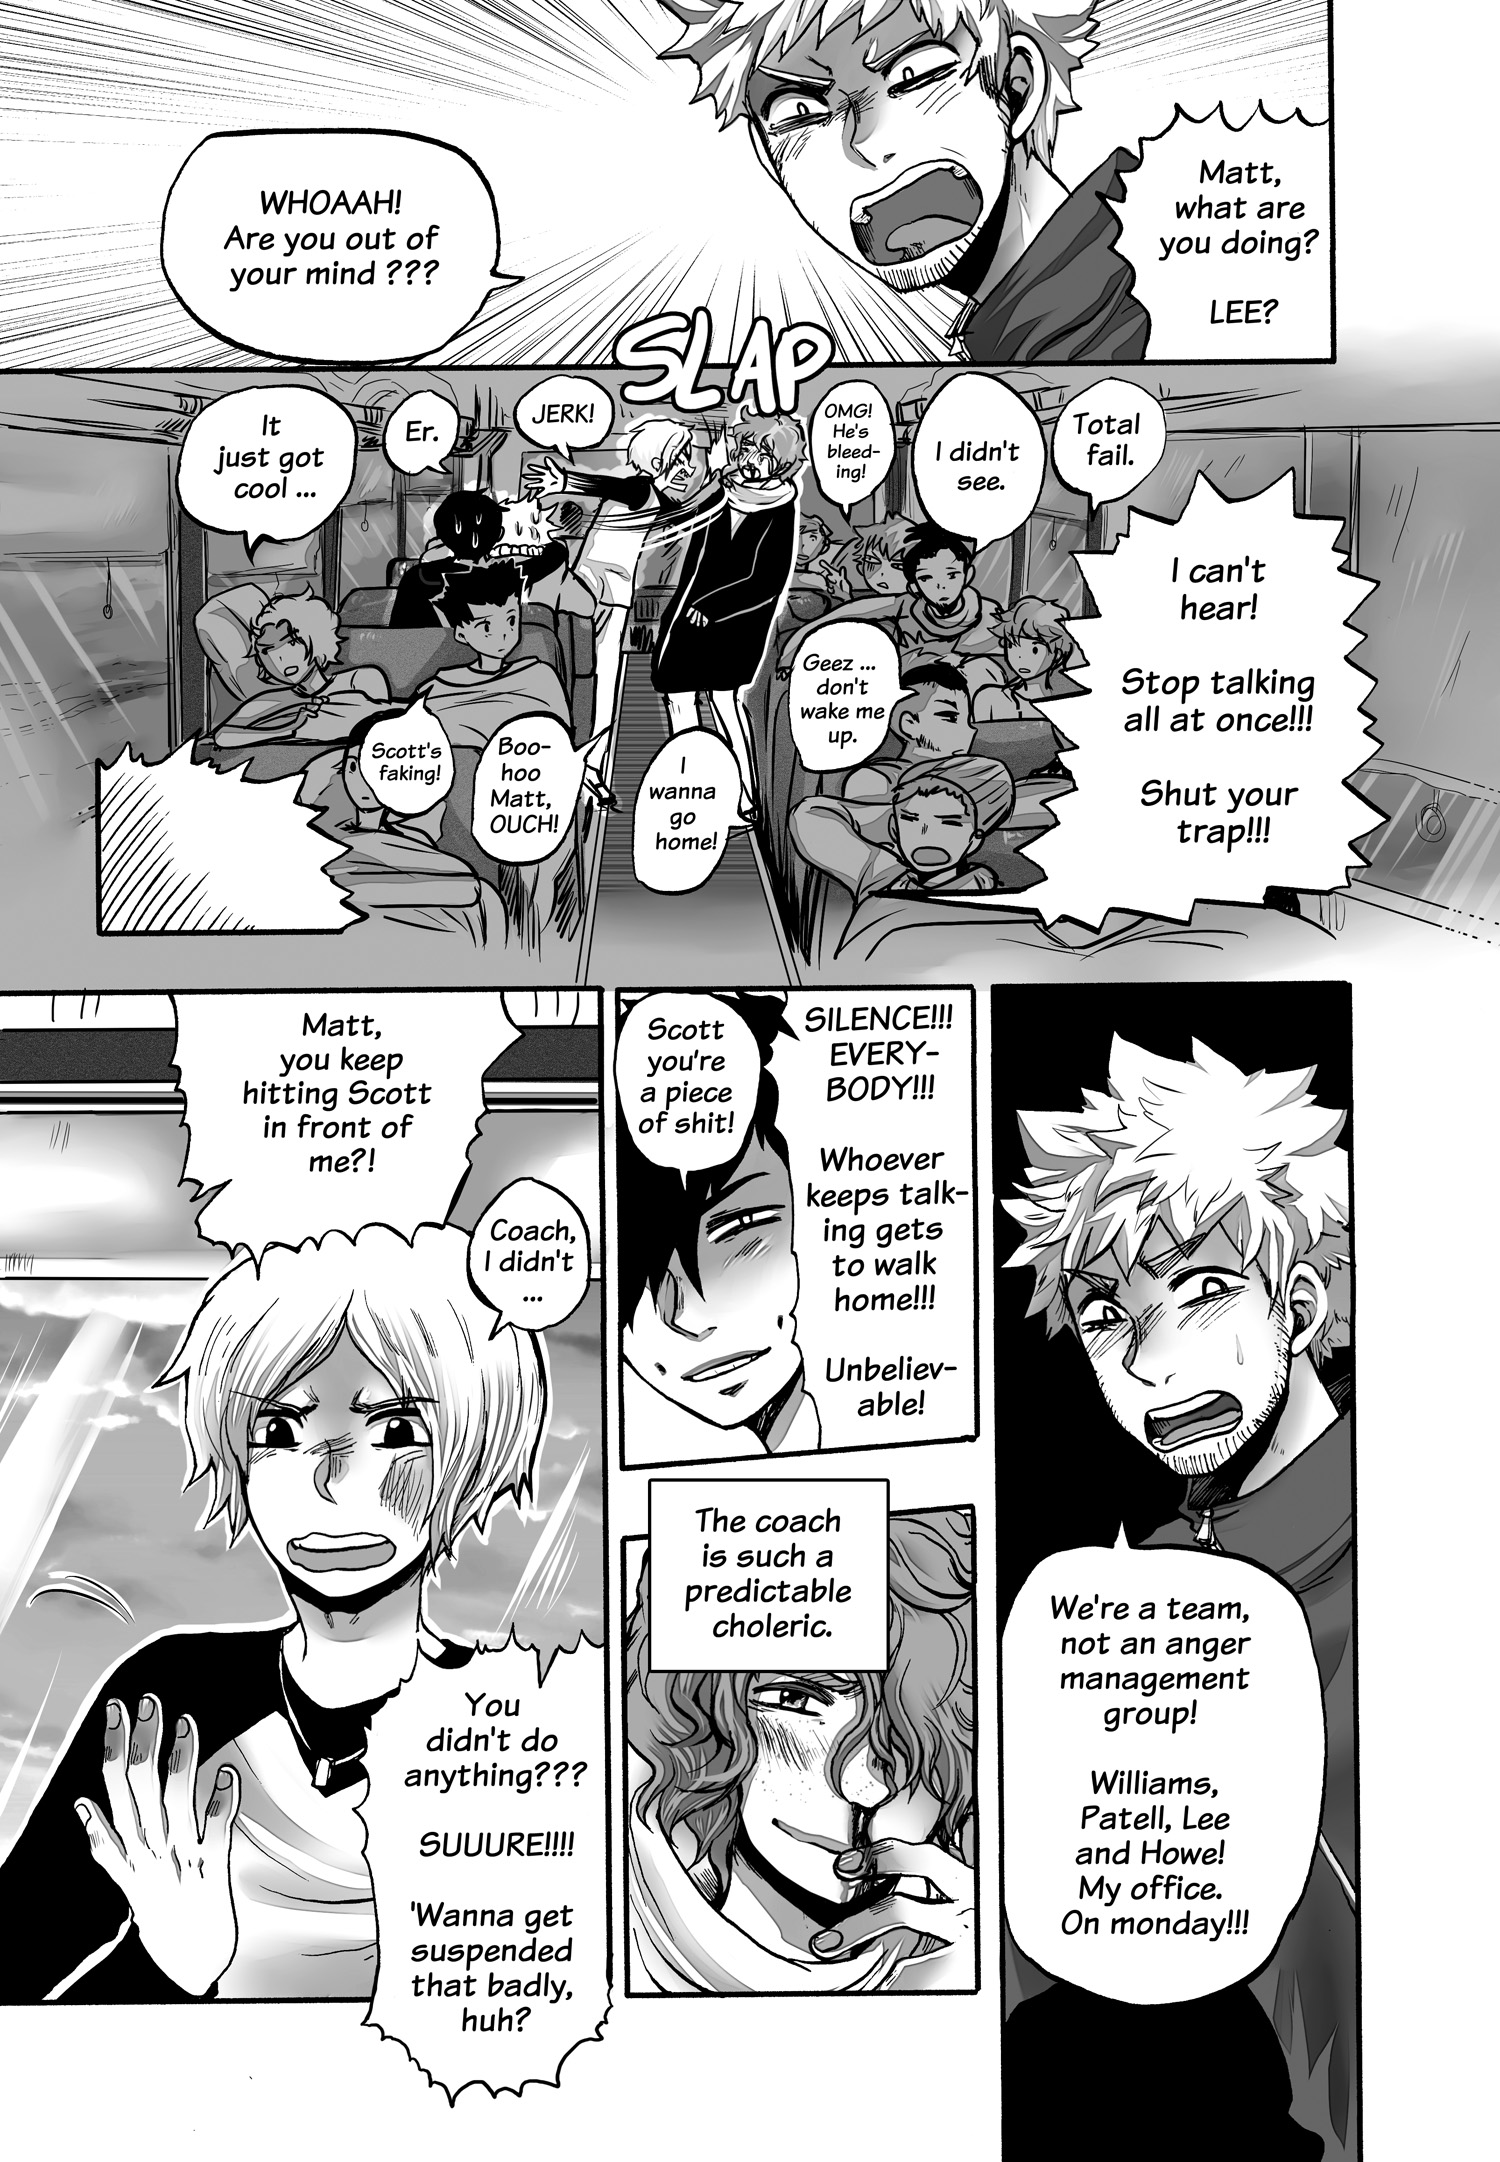 WHOAAH!
Are you out of
your mind ???
Matt,
what are
you doing?
LEE?
SLAP
It
just got
cool ...
Er.
JERK!
OMG!
He's
bleed-
ing!
I didn't
see.
Total
fail.
I can't
hear!
Stop talking
all at once!!!
Shut your
trap!!!
Scott's
faking!
Boo-
hoo
Matt,
OUCH!
I
wanna
go
home!
Geez ...
don't
wake me
up.
Matt,
you keep
hitting Scott
in front of
me?!
Coach,
I didn't
...
You
didn't do
anything???
SUUURE!!!!
'Wanna get
suspended
that badly,
huh?
Scott
you're
a piece
of shit!
SILENCE!!!
EVERY-
BODY!!!
Whoever
keeps talk-
ing gets
to walk
home!!!
Unbeliev-
able!
The coach
is such a
predictable
choleric.
We're a team,
not an anger
management
group!
Williams,
Patell, Lee
and Howe!
My office.
On monday!!!